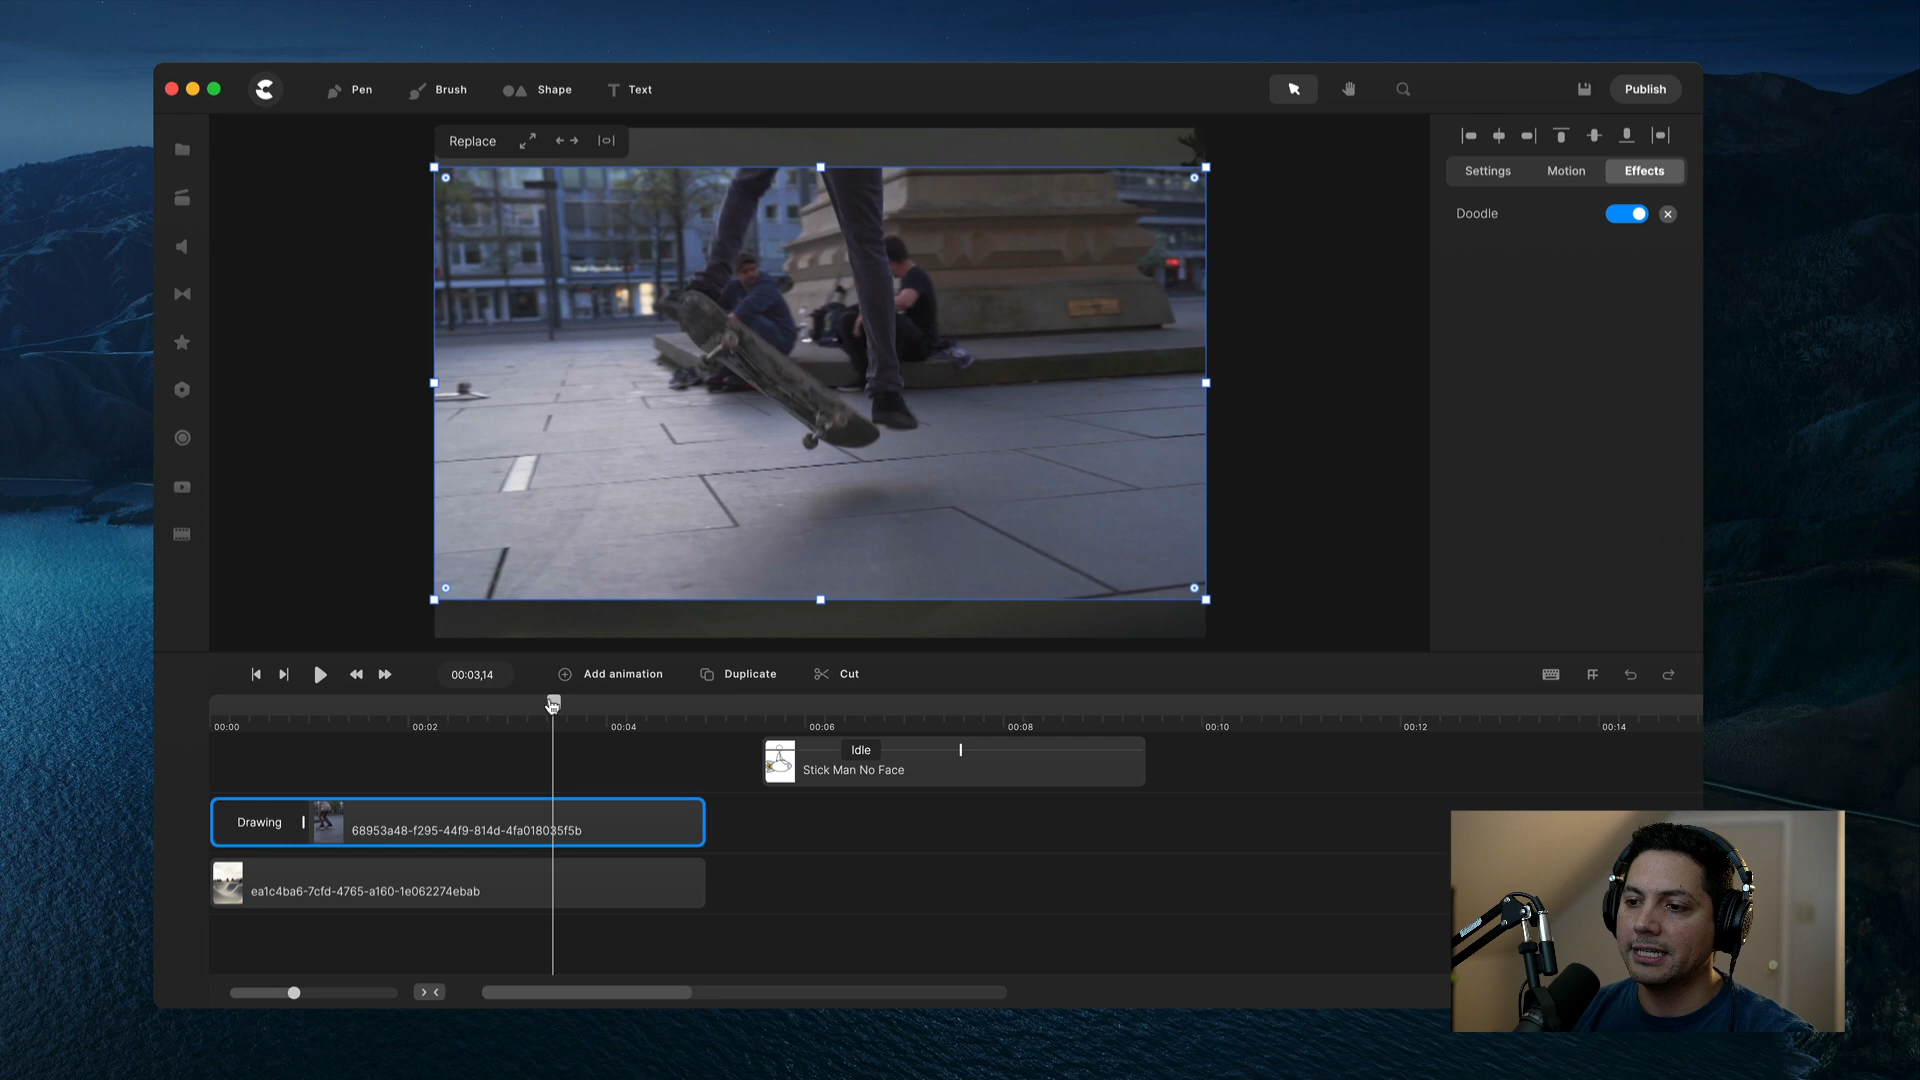 Pen
Brush
Shape
Text
Publish
Replace
Settings
Motion
Effects
Doodle
00:03,14
Add animation
Duplicate
Cut
00:00
00:02
00:04
00:06
00:08
00:10
00:12
00:14
Idle
Stick Man No Face
Drawing
68953a48-f295-44f9-814d-4fa018035f5b
ea1c4ba6-7cfd-4765-a160-1e062274ebab